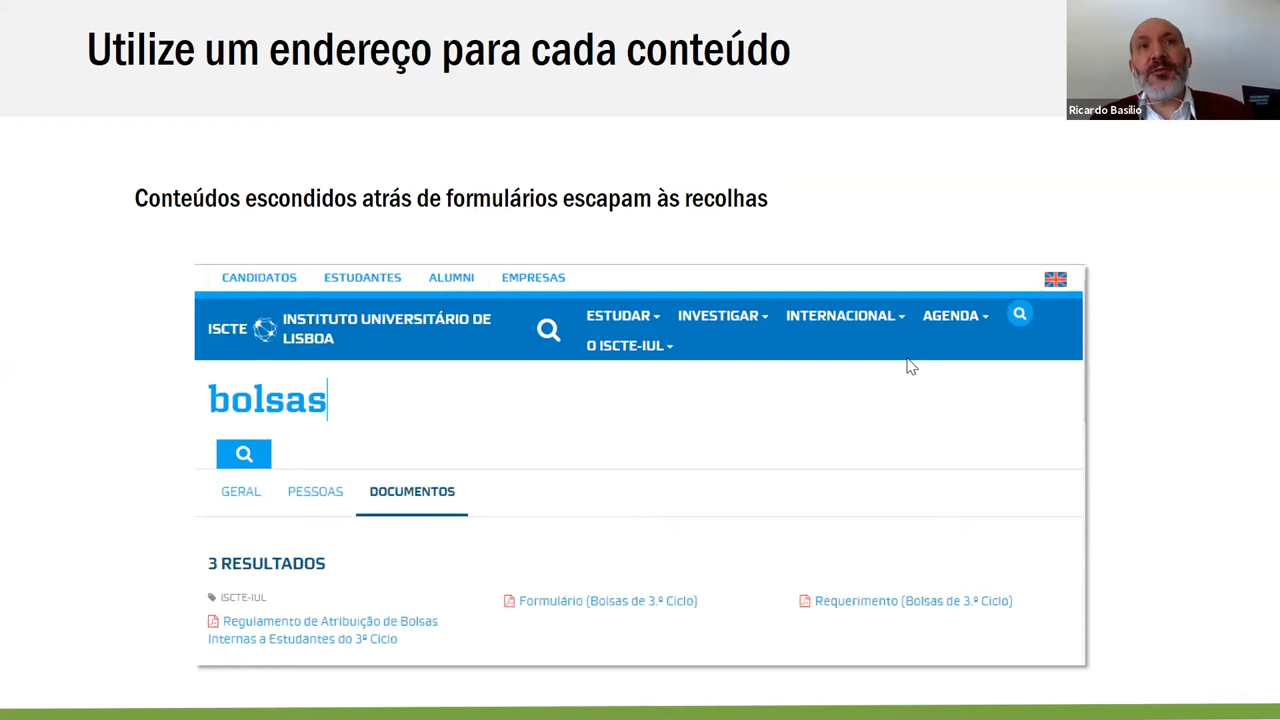 Utilize um endereço para cada conteúdo
Ricardo Basílio
Conteúdos escondidos atrás de formulários escapam às recolhas
CANDIDATOS ESTUDANTES ALUMNI EMPRESAS
ISCTE INSTITUTO UNIVERSITÁRIO DE LISBOA
ESTUDAR INVESTIGAR INTERNACIONAL AGENDA
O ISCTE-IUL
bolsas
GERAL PESSOAS DOCUMENTOS
3 RESULTADOS
ISCTE-IUL
Regulamento de Atribuição de Bolsas
Internas a Estudantes do 3º Ciclo
Formulário (Bolsas de 3.º Ciclo)
Requerimento (Bolsas de 3.º Ciclo)